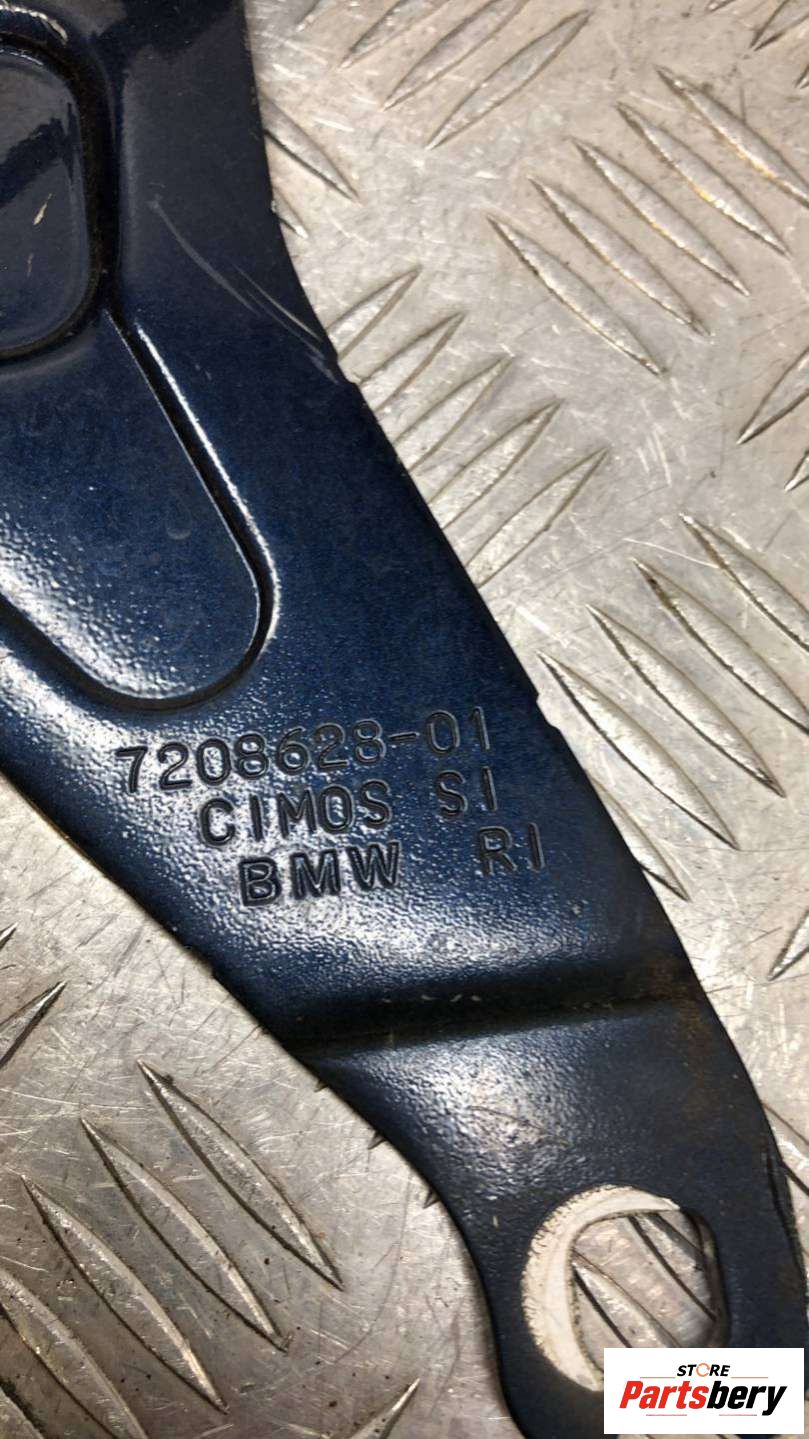 7208628-01
CIMOS SI
BMW RI
STORE
Partsbery